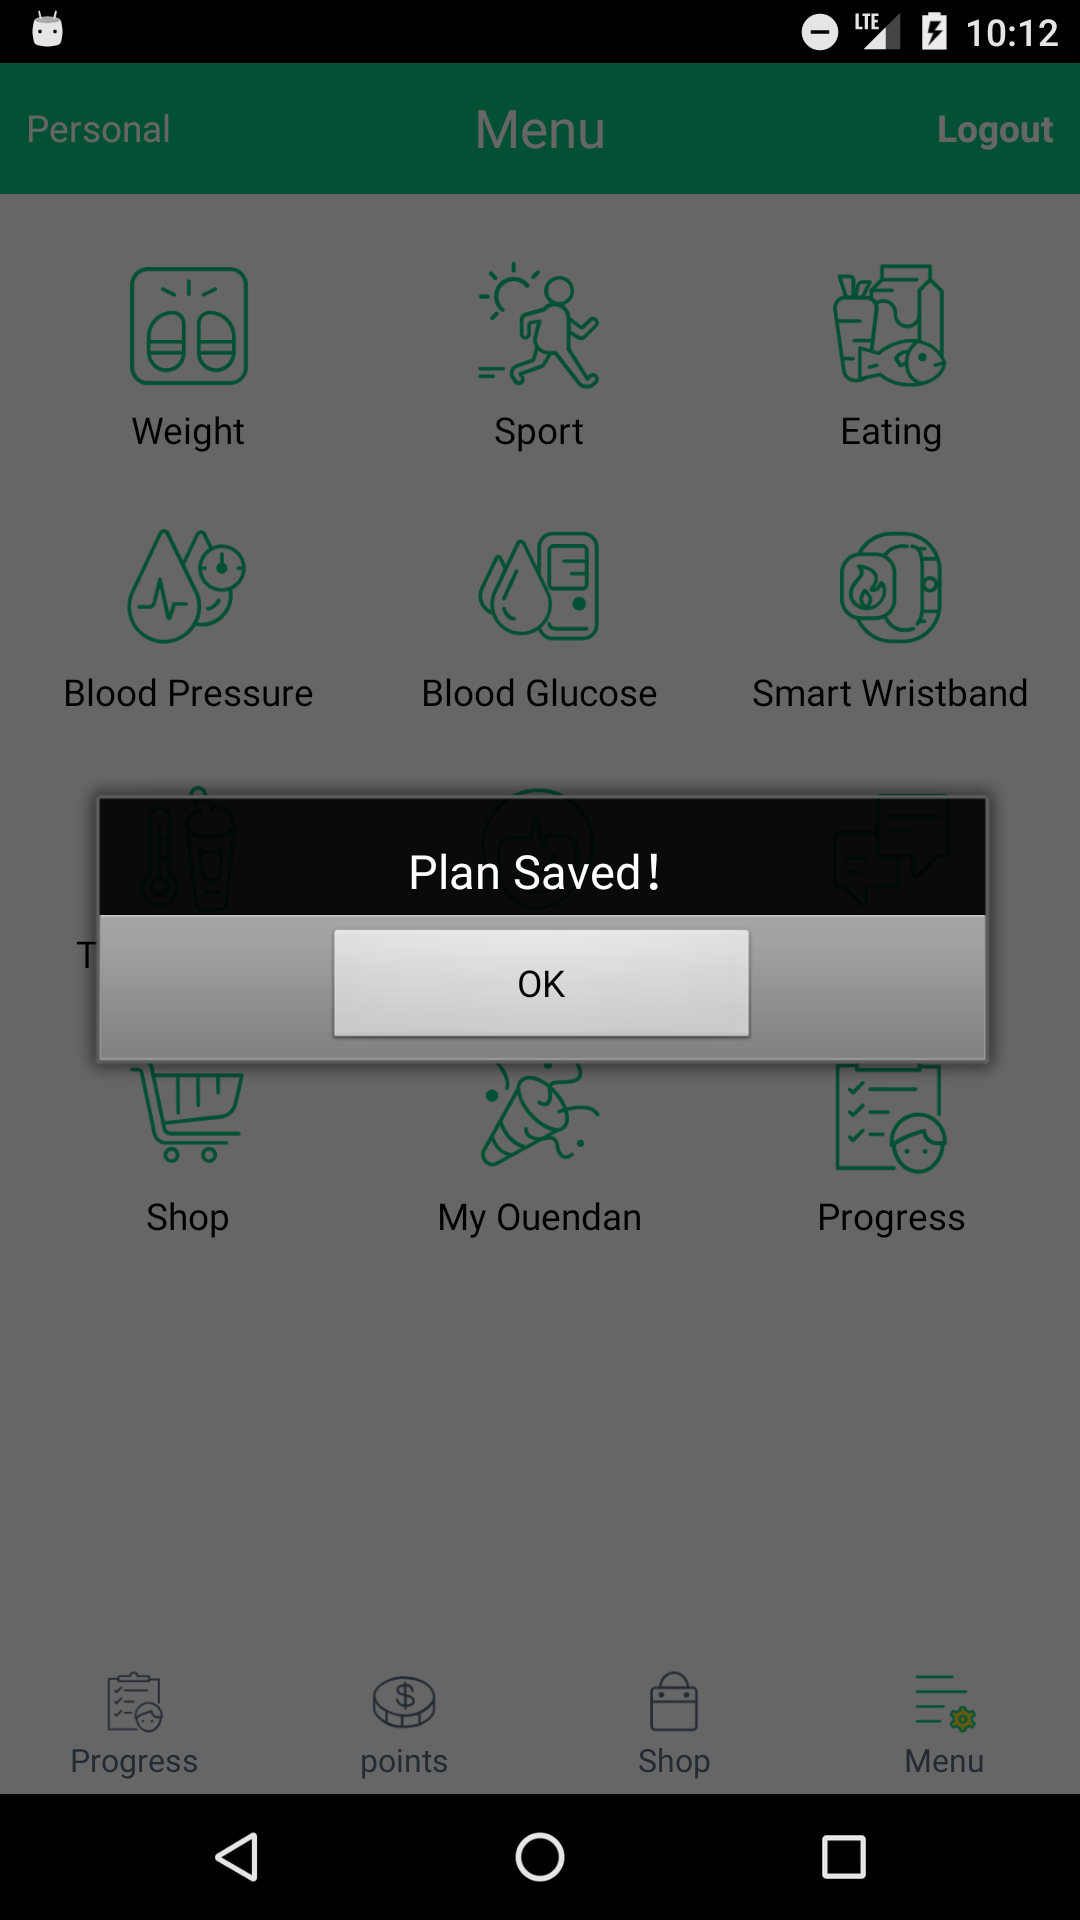 LTE 10:12
Personal Menu Logout
Weight Sport Eating
Blood Pressure Blood Glucose Smart Wristband
Plan Saved!
OK
Shop My Ouendan Progress
Progress points Shop Menu